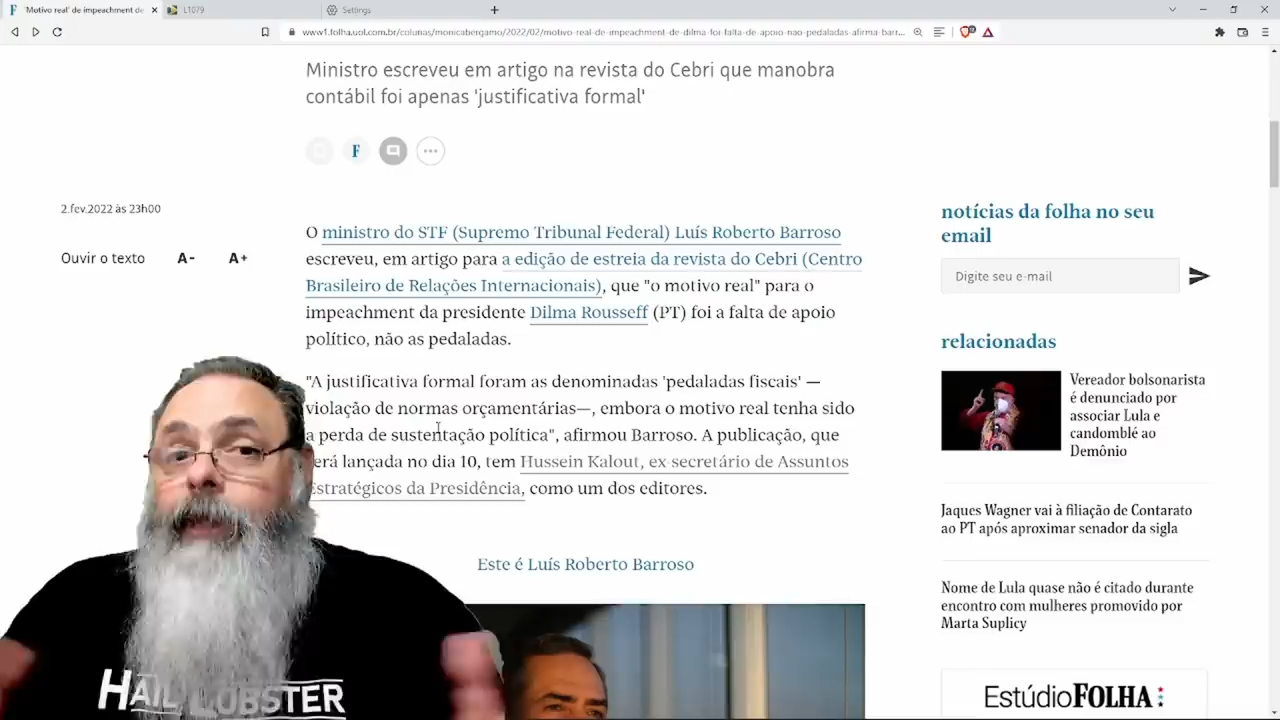 'Motivo real' de impeachment de
L1079
Settings
www1.folha.uol.com.br/colunas/monicabergamo/2022/02/motivo-real-de-impeachment-de-dilma-foi-falta-de-apoio-nao-pedaladas-afirma-barr...
Ministro escreveu em artigo na revista do Cebri que manobra
contábil foi apenas 'justificativa formal'
F
2.fev.2022 às 23h00
Ouvir o texto A- A+
O ministro do STF (Supremo Tribunal Federal) Luís Roberto Barroso
escreveu, em artigo para a edição de estreia da revista do Cebri (Centro
Brasileiro de Relações Internacionais), que "o motivo real" para o
impeachment da presidente Dilma Rousseff (PT) foi a falta de apoio
político, não as pedaladas.
"A justificativa formal foram as denominadas 'pedaladas fiscais' —
violação de normas orçamentárias—, embora o motivo real tenha sido
a perda de sustentação política", afirmou Barroso. A publicação, que
erá lançada no dia 10, tem Hussein Kalout, ex-secretário de Assuntos
Estratégicos da Presidência, como um dos editores.
Este é Luís Roberto Barroso
notícias da folha no seu
email
Digite seu e-mail
relacionadas
Vereador bolsonarista
é denunciado por
associar Lula e
candomblé ao
Demônio
Jaques Wagner vai à filiação de Contarato
ao PT após aproximar senador da sigla
Nome de Lula quase não é citado durante
encontro com mulheres promovido por
Marta Suplicy
EstúdioFOLHA
HAIL LOBSTER